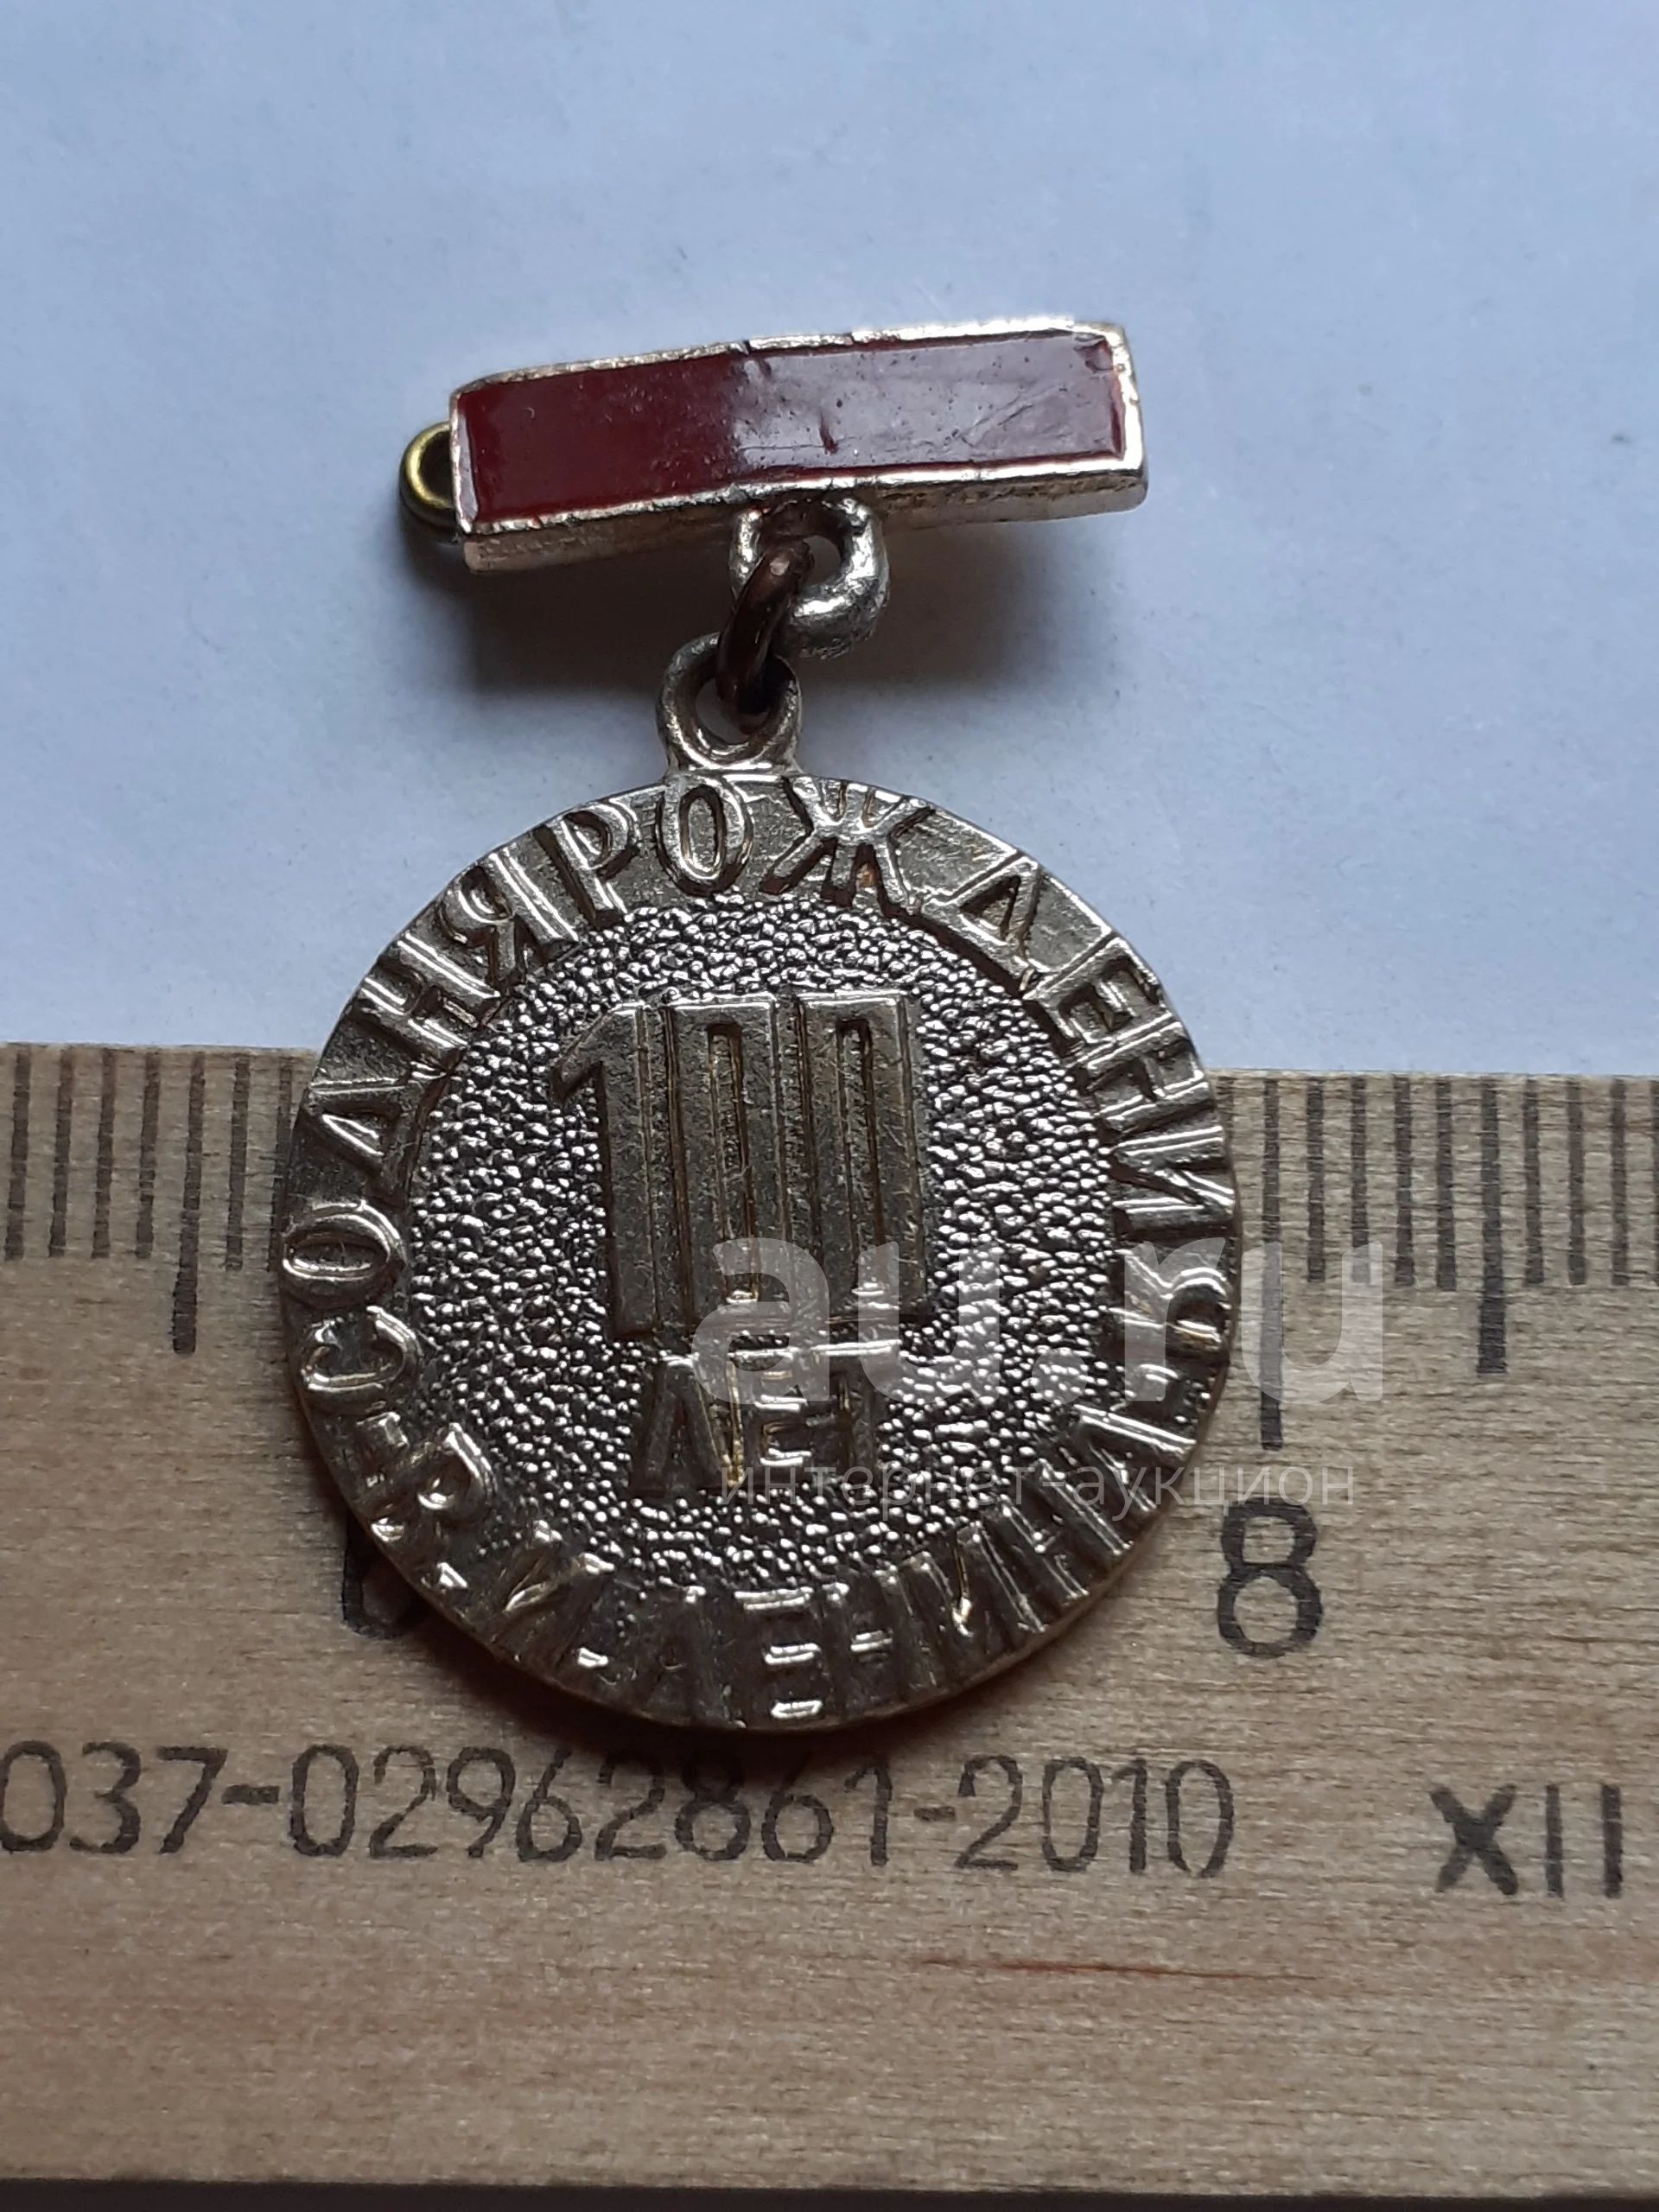 СО ДНЯ РОЖДЕНИЯ
В•И•ЛЕНИНА
100
ЛЕТ
au.ru
интернет-аукцион
8
037-02962861-2010
XII